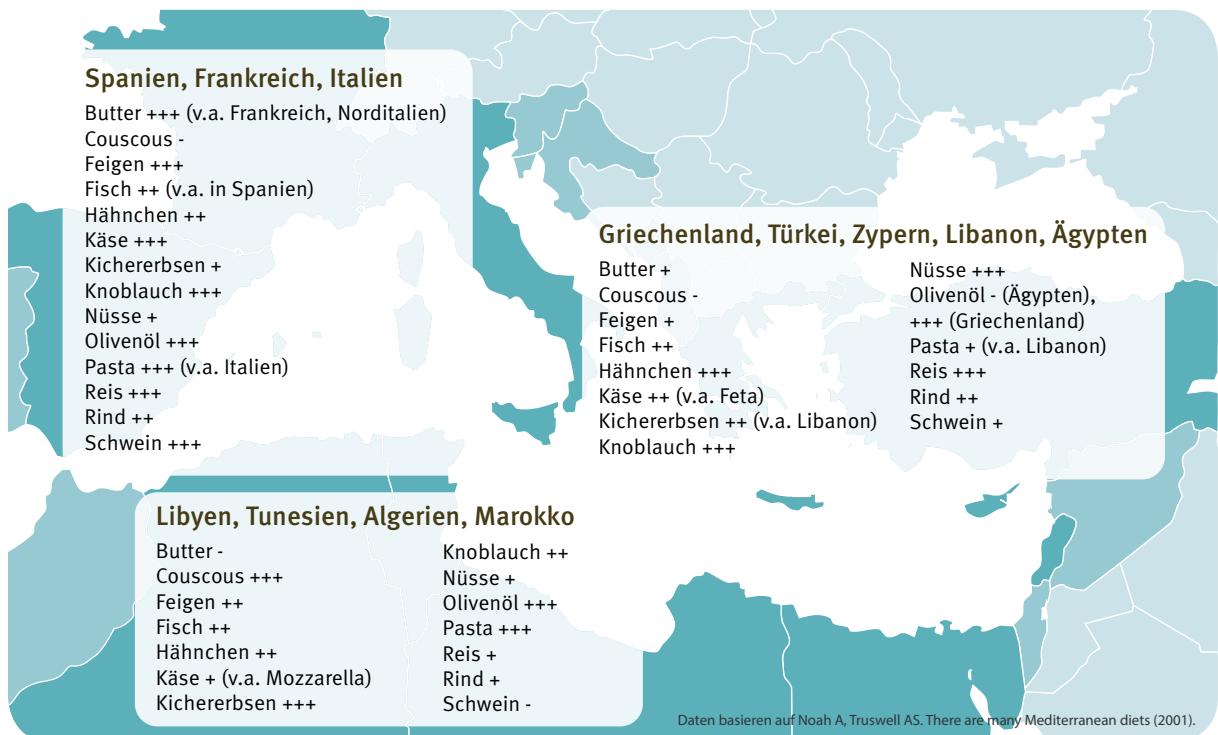 Spanien, Frankreich, Italien
Butter +++ (v.a. Frankreich, Norditalien)
Couscous -
Feigen +++
Fisch ++ (v.a. in Spanien)
Hähnchen ++
Käse +++
Kichererbsen +
Knoblauch +++
Nüsse +
Olivenöl +++
Pasta +++ (v.a. Italien)
Reis +++
Rind ++
Schwein +++
Griechenland, Türkei, Zypern, Libanon, Ägypten
Butter +
Couscous -
Feigen +
Fisch ++
Hähnchen +++
Käse ++ (v.a. Feta)
Kichererbsen ++ (v.a. Libanon)
Knoblauch +++
Nüsse +++
Olivenöl - (Ägypten),
+++ (Griechenland)
Pasta + (v.a. Libanon)
Reis +++
Rind ++
Schwein +
Libyen, Tunesien, Algerien, Marokko
Butter -
Couscous +++
Feigen ++
Fisch ++
Hähnchen ++
Käse + (v.a. Mozzarella)
Kichererbsen +++
Knoblauch ++
Nüsse +
Olivenöl +++
Pasta +++
Reis +
Rind +
Schwein -
Daten basieren auf Noah A, Truswell AS. There are many Mediterranean diets (2001).